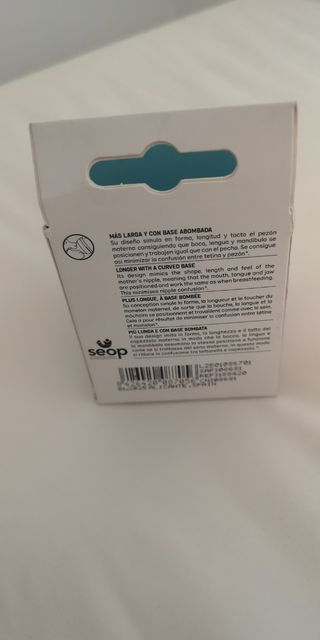 MÁS LARGA Y CON BASE ABOMBADA
Su diseño simula en forma, longitud y tacto el pezón
materno consiguiendo que boca, lengua y mandíbula se
posicionen y trabajen igual que con el pecho. Se consigue
así minimizar la confusión entre tetina y pezón*.
LONGER WITH A CURVED BASE
Its design mimics the shape, length and feel of the
mother's nipple, meaning that the mouth, tongue and jaw
are positioned and work the same as when breastfeeding.
This minimises nipple confusion*.
PLUS LONGUE, À BASE BOMBÉE
Sa conception simule la forme, la longueur et le toucher du
mamelon maternel, de sorte que la bouche, la langue et la
mâchoire se positionnent et travaillent comme avec le sein.
Cela a pour résultat de minimiser la confusion entre tétine
et mamelon*.
PIÙ LUNGA E CON BASE BOMBATA
Il suo design imita la forma, la lunghezza e il tatto del
capezzolo materno in modo che la bocca, la lingua e
la mandibola assumano la stessa posizione a
come se si trattasse del seno materno. In questo modo
si riduce la confusione tra tettarella e capezzolo*.
seop
8 426420 087056
ALICANTE. SPAIN